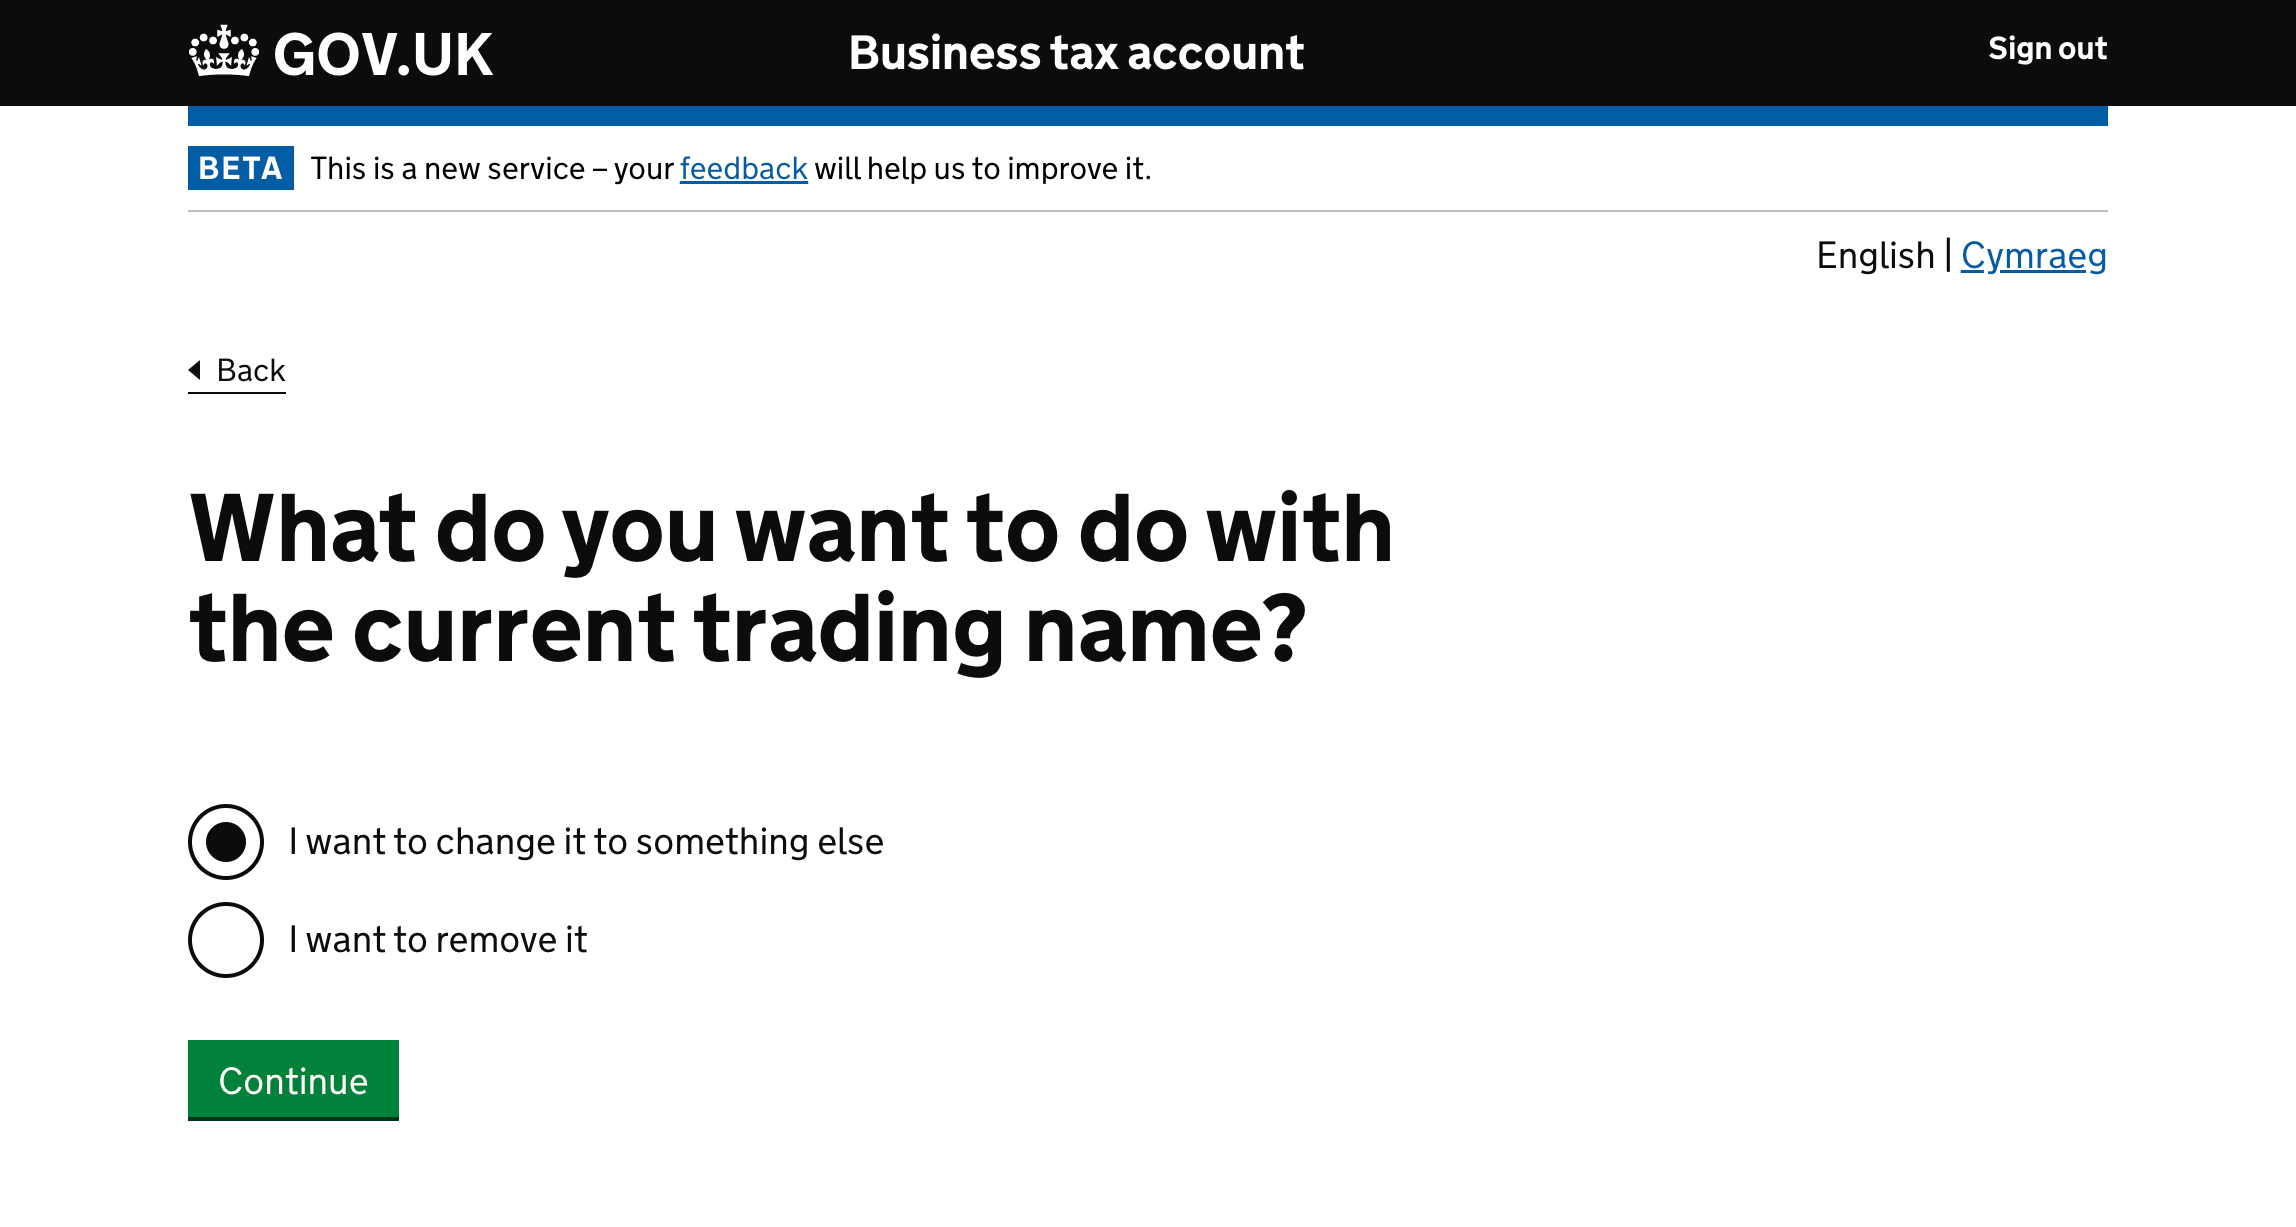 GOV.UK
Business tax account
Sign out
BETA This is a new service – your feedback will help us to improve it.
English | Cymraeg
Back
What do you want to do with
the current trading name?
I want to change it to something else
I want to remove it
Continue